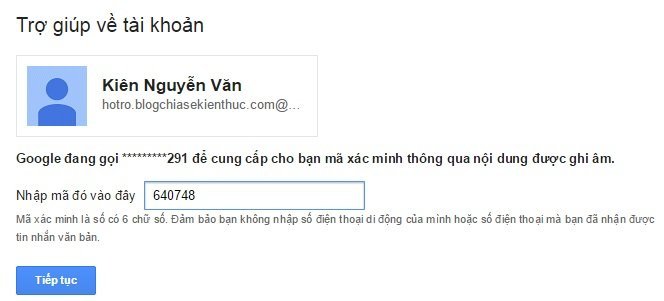 Trợ giúp về tài khoản
Kiên Nguyễn Văn
hotro.blogchiasekienthuc.com@...
Google đang gọi *********291 để cung cấp cho bạn mã xác minh thông qua nội dung được ghi âm.
Nhập mã đó vào đây 640748
Mã xác minh là số có 6 chữ số. Đảm bảo bạn không nhập số điện thoại di động của mình hoặc số điện thoại mà bạn đã nhận được
tin nhắn văn bản.
Tiếp tục